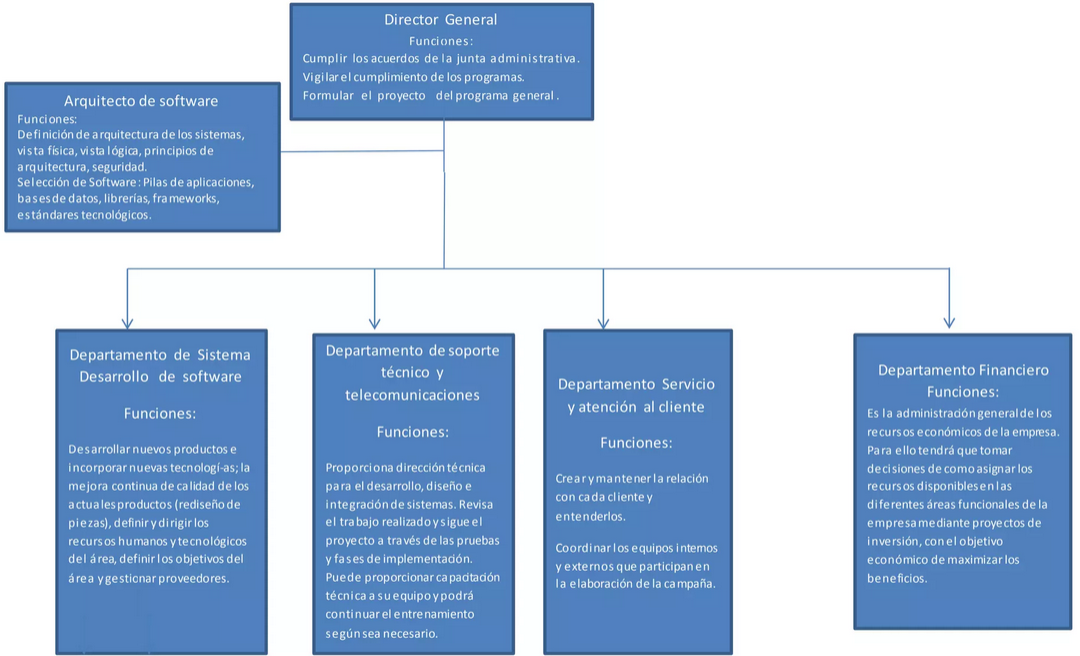 Director General
Funciones:
Cumplir los acuerdos de la junta administrativa.
Vigilar el cumplimiento de los programas.
Formular el proyecto del programa general.
Arquitecto de software
Funciones:
Definición de arquitectura de los sistemas,
vista física, vista lógica, principios de
arquitectura, seguridad.
Selección de Software: Pilas de aplicaciones,
bases de datos, librerías, frameworks,
estándares tecnológicos.
Departamento de Sistema
Desarrollo de software
Funciones:
Desarrollar nuevos productos e
incorporar nuevas tecnologí-as; la
mejora continua de calidad de los
actuales productos (rediseño de
piezas), definir y dirigir los
recursos humanos y tecnológicos
del área, definir los objetivos del
área y gestionar proveedores.
Departamento de soporte
técnico y
telecomunicaciones
Funciones:
Proporciona dirección técnica
para el desarrollo, diseño e
integración de sistemas. Revisa
el trabajo realizado y sigue el
proyecto a través de las pruebas
y fases de implementación.
Puede proporcionar capacitación
técnica a su equipo y podrá
continuar el entrenamiento
según sea necesario.
Departamento Servicio
y atención al cliente
Funciones:
Crear y mantener la relación
con cada cliente y
entenderlos.
Coordinar los equipos internos
y externos que participan en
la elaboración de la campaña.
Departamento Financiero
Funciones:
Es la administración general de los
recursos económicos de la empresa.
Para ello tendrá que tomar
decisiones de como asignar los
recursos disponibles en las
diferentes áreas funcionales de la
empresa mediante proyectos de
inversión, con el objetivo
económico de maximizar los
beneficios.